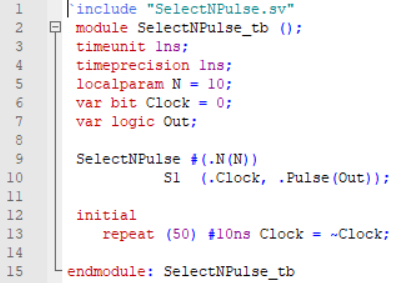 1 `include "SelectNPulse.sv"
2 module SelectNPulse_tb ();
3 timeunit 1ns;
4 timeprecision 1ns;
5 localparam N = 10;
6 var bit Clock = 0;
7 var logic Out;
8
9 SelectNPulse #(.N(N))
10 S1 (.Clock, .Pulse(Out));
11
12 initial
13 repeat (50) #10ns Clock = ~Clock;
14
15 endmodule: SelectNPulse_tb